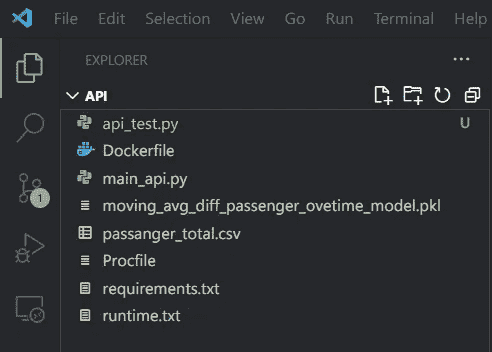 File Edit Selection View Go Run Terminal Help
EXPLORER
API
api_test.py U
Dockerfile
main_api.py
moving_avg_diff_passenger_ovetime_model.pkl
passanger_total.csv
Procfile
requirements.txt
runtime.txt
1